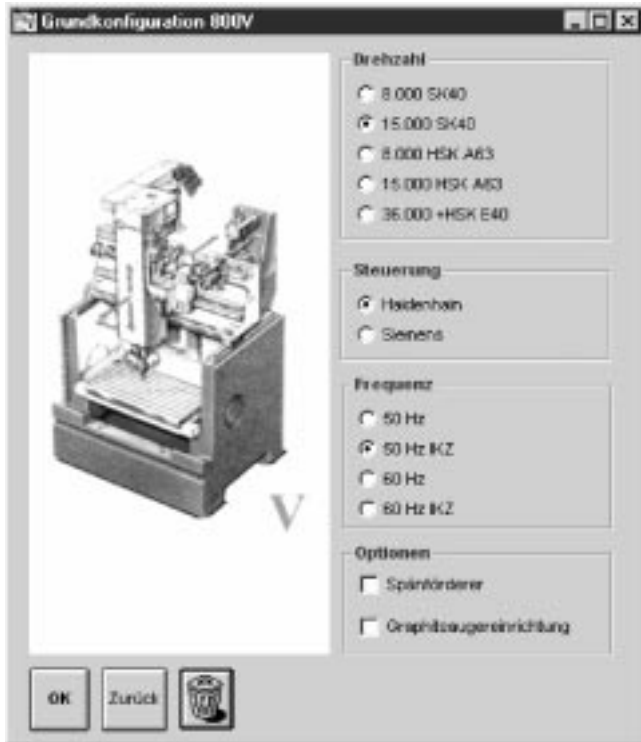 Grundkonfiguration 800V
Drehzahl
8.000 SK40
15.000 SK40
8.000 HSK A63
15.000 HSK A63
36.000 +HSK E40
Steuerung
Haidenhain
Siemens
Frequenz
50 Hz
50 Hz IKZ
60 Hz
60 Hz IKZ
V
Optionen
Spänförderer
Graphitsaugereinrichtung
OK
Zurück